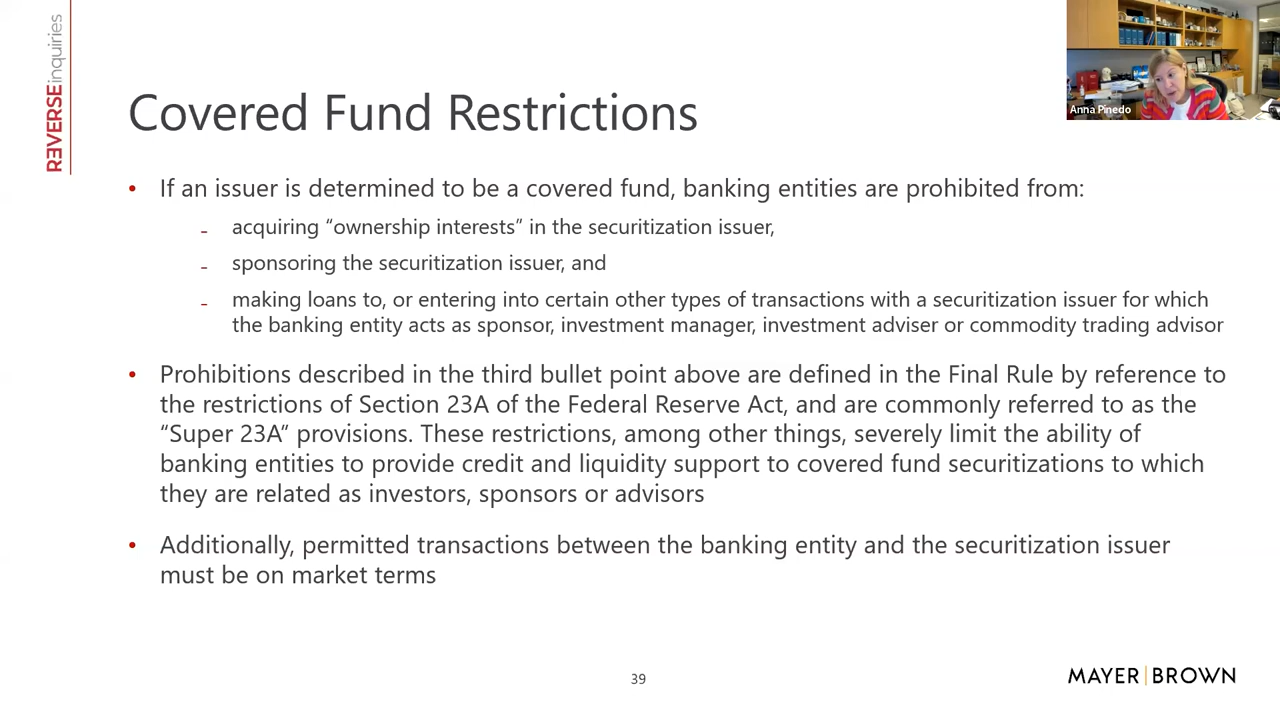 REVERSEinquiries
Anna Pinedo
Covered Fund Restrictions
• If an issuer is determined to be a covered fund, banking entities are prohibited from:
- acquiring “ownership interests” in the securitization issuer,
- sponsoring the securitization issuer, and
- making loans to, or entering into certain other types of transactions with a securitization issuer for which
the banking entity acts as sponsor, investment manager, investment adviser or commodity trading advisor
• Prohibitions described in the third bullet point above are defined in the Final Rule by reference to
the restrictions of Section 23A of the Federal Reserve Act, and are commonly referred to as the
“Super 23A“ provisions. These restrictions, among other things, severely limit the ability of
banking entities to provide credit and liquidity support to covered fund securitizations to which
they are related as investors, sponsors or advisors
• Additionally, permitted transactions between the banking entity and the securitization issuer
must be on market terms
39
MAYER|BROWN